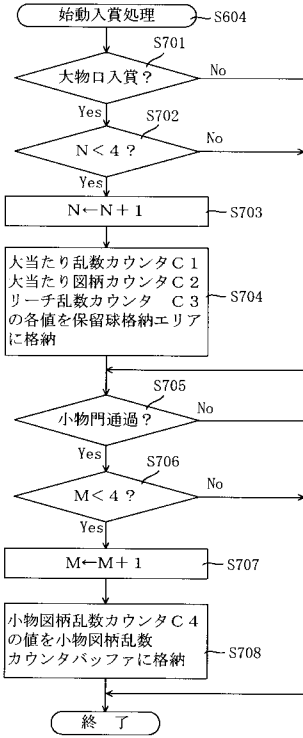 始動入賞処理
S604
S701
大物口入賞?
No
Yes
S702
N<4?
No
Yes
N←N+1
S703
大当たり乱数カウンタC1
大当たり図柄カウンタC2
リーチ乱数カウンタ C3
の各値を保留球格納エリア
に格納
S704
S705
小物門通過?
No
Yes
S706
M<4?
No
Yes
M←M+1
S707
小物図柄乱数カウンタC4
の値を小物図柄乱数
カウンタバッファに格納
S708
終 了